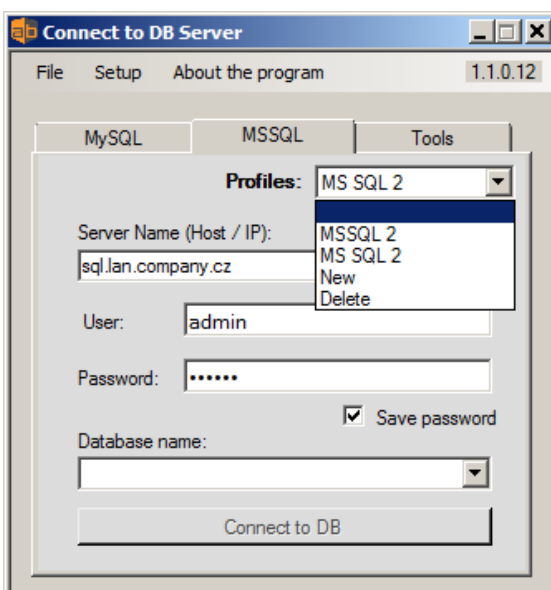 Connect to DB Server
File Setup About the program 1.1.0.12
MySQL MSSQL Tools
Profiles: MS SQL 2
MSSQL 2
MS SQL 2
New
Delete
Server Name (Host / IP):
sql.lan.company.cz
User: admin
Password: ••••••
Save password
Database name:
Connect to DB